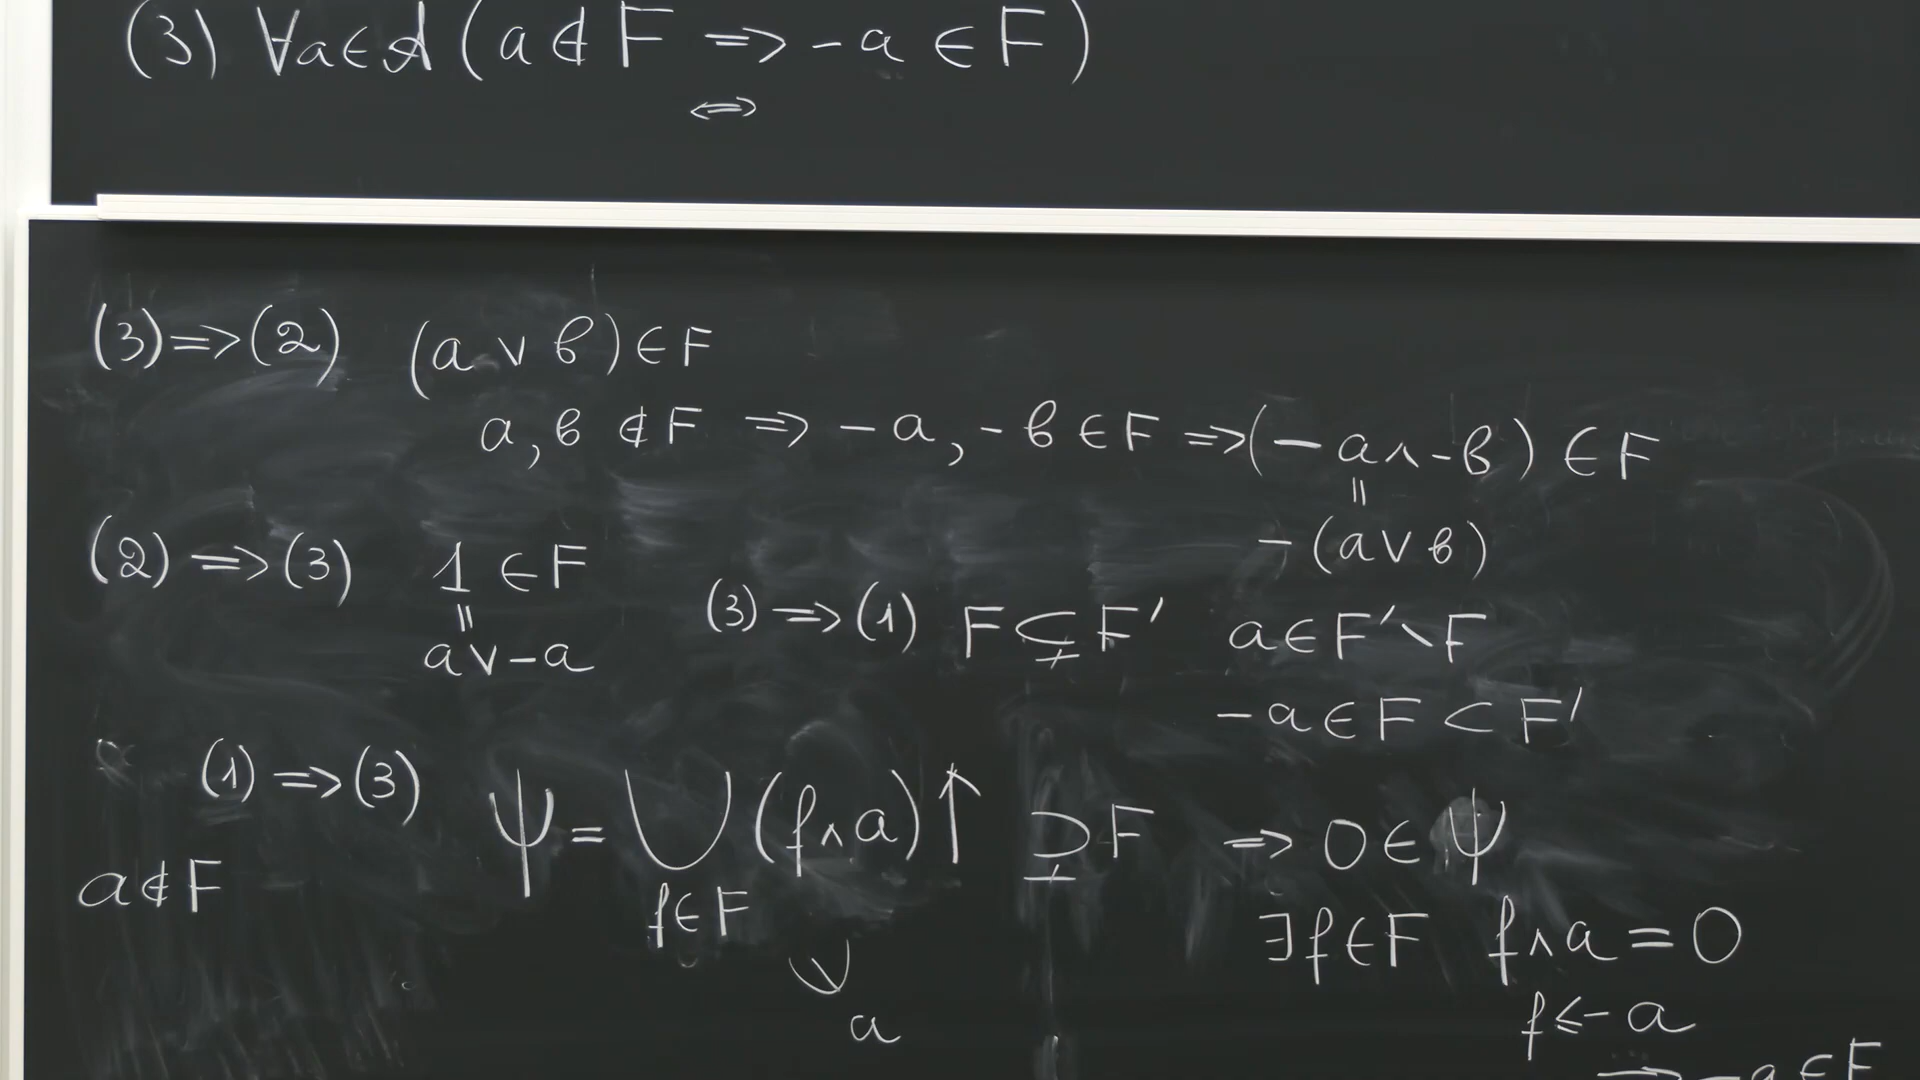 (3) ∀a∈𝒜 (a ∉ F => -a ∈ F)
<=>
(3) => (2) (a ∨ b) ∈ F
a, b ∉ F => -a, -b ∈ F => (-a ∧ -b) ∈ F
||
-(a ∨ b)
(2) => (3) 1 ∈ F
||
a ∨ -a
(3) => (1) F ⊊ F' a ∈ F' \ F
-a ∈ F ⊂ F'
(1) => (3) ψ = ⋃ (f ∧ a)↑ ⊋ F => 0 ∈ ψ
a ∉ F
f ∈ F
∃f ∈ F f ∧ a = 0
a
f ≤ -a
=> -a ∈ F